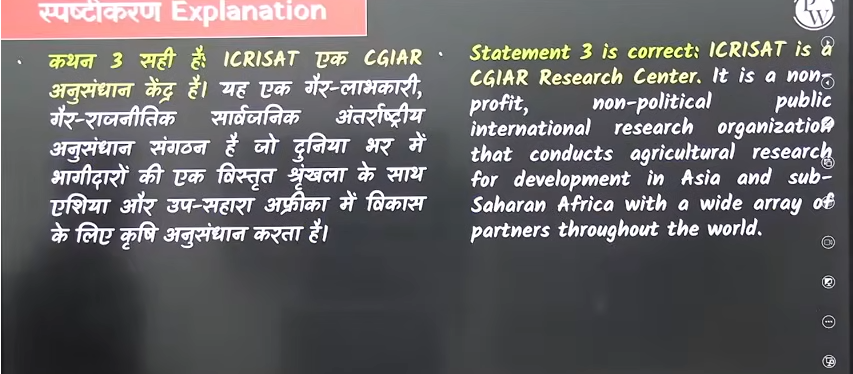 स्पष्टीकरण Explanation
PW
कथन 3 सही है: ICRISAT एक CGIAR
अनुसंधान केंद्र है। यह एक गैर-लाभकारी,
गैर-राजनीतिक सार्वजनिक अंतर्राष्ट्रीय
अनुसंधान संगठन है जो दुनिया भर में
भागीदारों की एक विस्तृत श्रृंखला के साथ
एशिया और उप-सहारा अफ्रीका में विकास
के लिए कृषि अनुसंधान करता है।
Statement 3 is correct: ICRISAT is a
CGIAR Research Center. It is a non-
profit, non-political public
international research organization
that conducts agricultural research
for development in Asia and sub-
Saharan Africa with a wide array of
partners throughout the world.